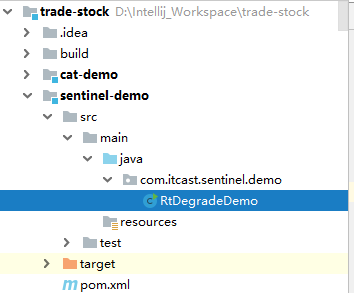 trade-stock D:\Intellij_Workspace\trade-stock
.idea
build
cat-demo
sentinel-demo
src
main
java
com.itcast.sentinel.demo
RtDegradeDemo
resources
test
target
pom.xml